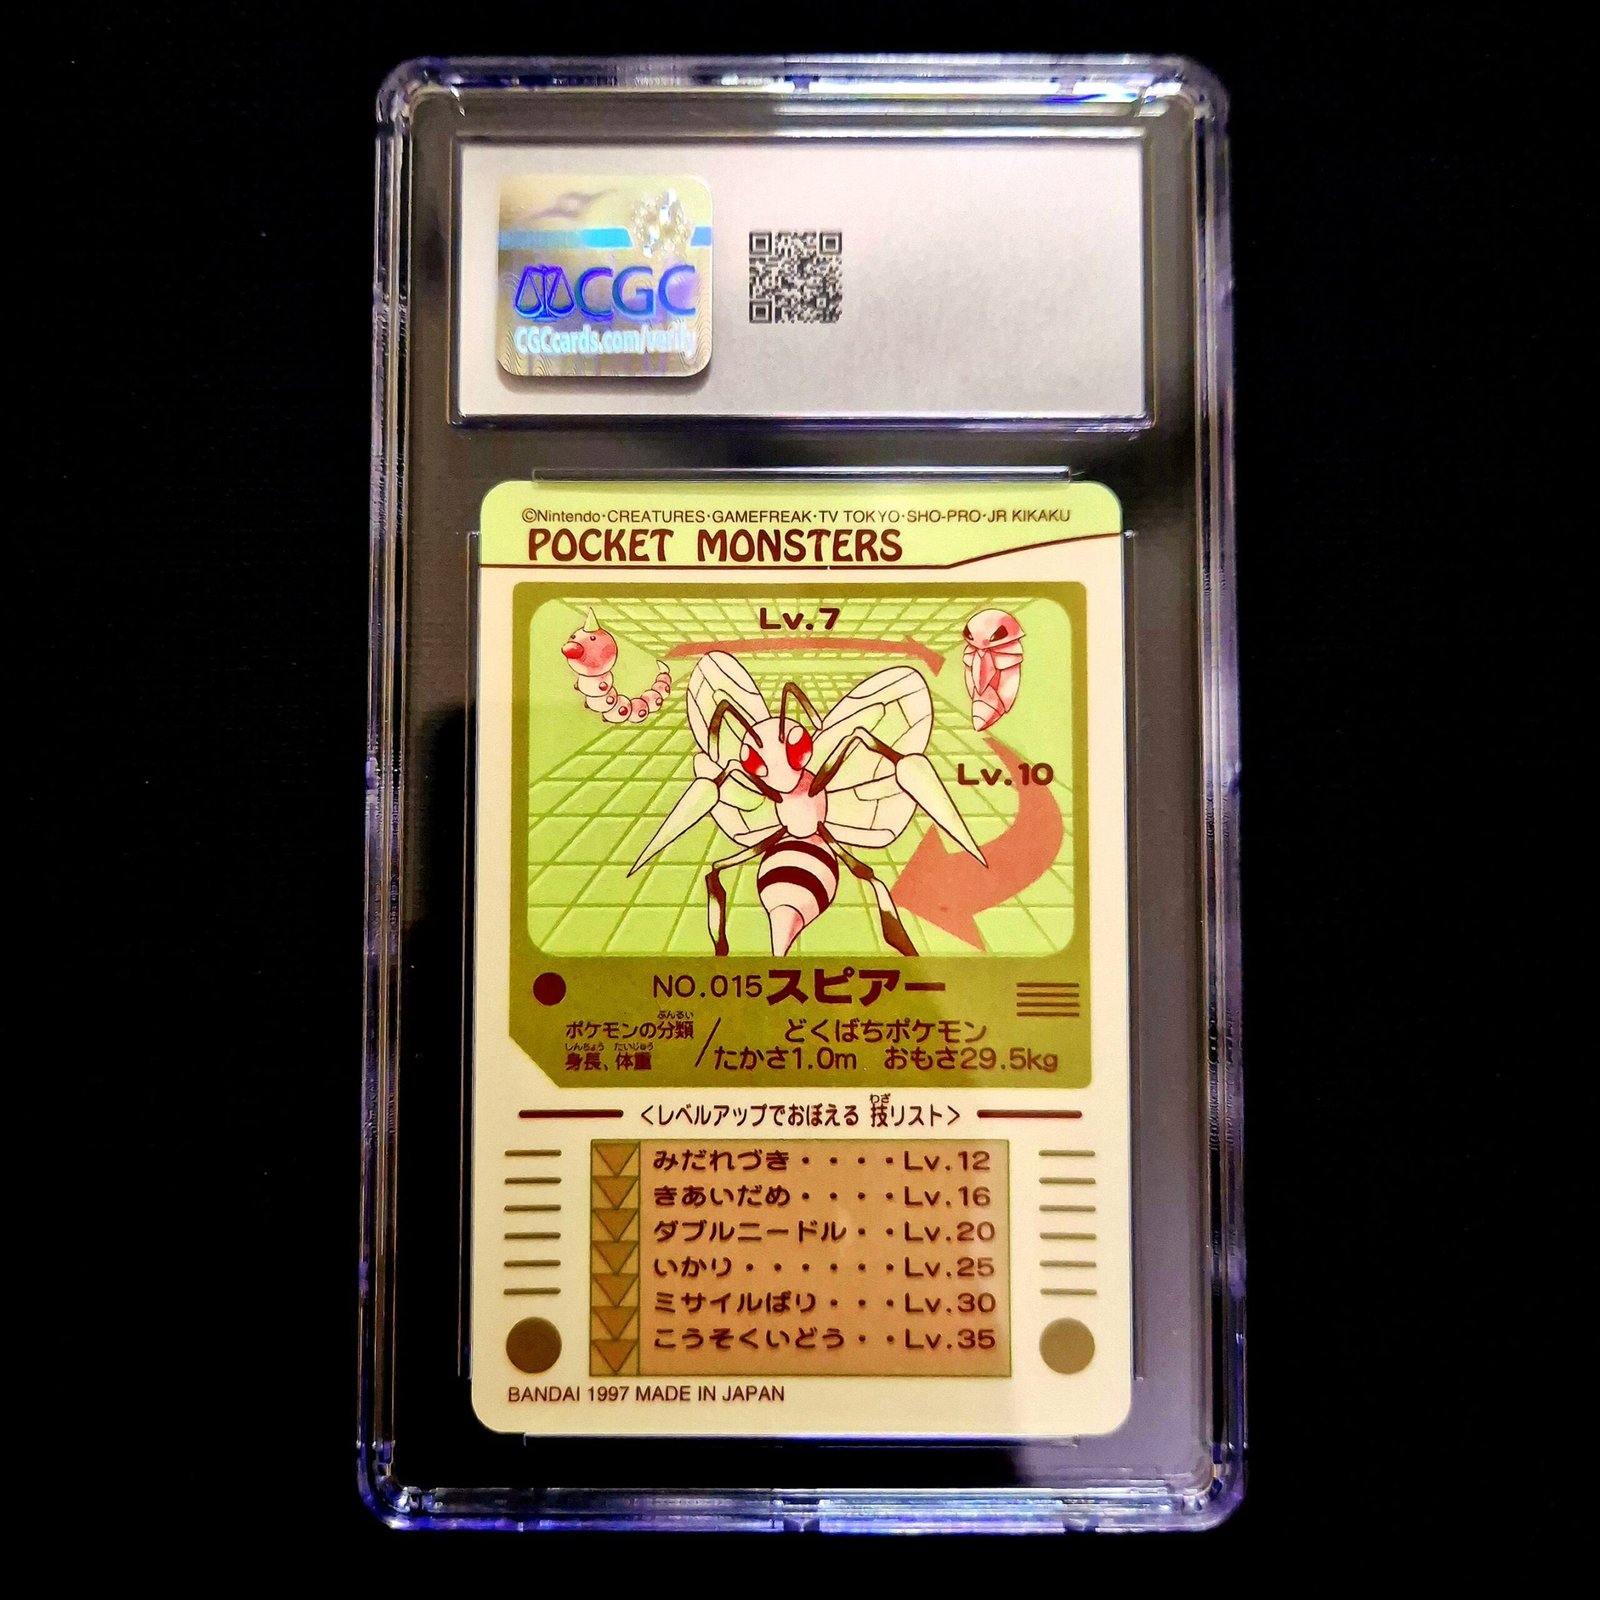 CGC
CGCcards.com/verify
©Nintendo・CREATURES・GAMEFREAK・TV TOKYO・SHO-PRO・JR KIKAKU
POCKET MONSTERS
Lv.7
Lv.10
NO.015スピアー
ぶんるい
ポケモンの分類/どくばちポケモン
しんちょう たいじゅう
身長、体重 たかさ1.0m おもさ29.5kg
わざ
<レベルアップでおぼえる 技リスト>
みだれづき・・・・Lv.12
きあいだめ・・・・Lv.16
ダブルニードル・・Lv.20
いかり・・・・・・Lv.25
ミサイルばり・・・Lv.30
こうそくいどう・・Lv.35
BANDAI 1997 MADE IN JAPAN